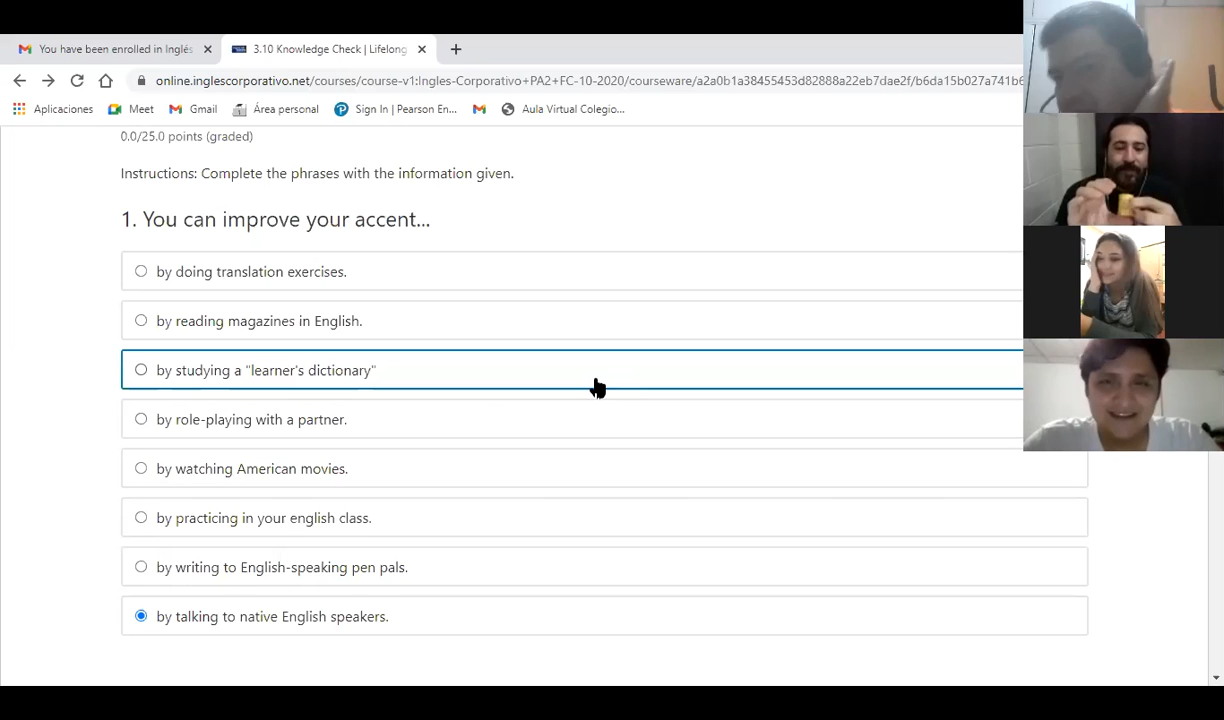 You have been enrolled in Inglés
3.10 Knowledge Check | Lifelong
online.inglescorporativo.net/courses/course-v1:Ingles-Corporativo+PA2+FC-10-2020/courseware/a2a0b1a38455453d82888a22eb7dae2f/b6da15b027a741b6
Aplicaciones Meet Gmail Área personal Sign In | Pearson En... Aula Virtual Colegio...
0.0/25.0 points (graded)
Instructions: Complete the phrases with the information given.
1. You can improve your accent...
by doing translation exercises.
by reading magazines in English.
by studying a "learner's dictionary"
by role-playing with a partner.
by watching American movies.
by practicing in your english class.
by writing to English-speaking pen pals.
by talking to native English speakers.